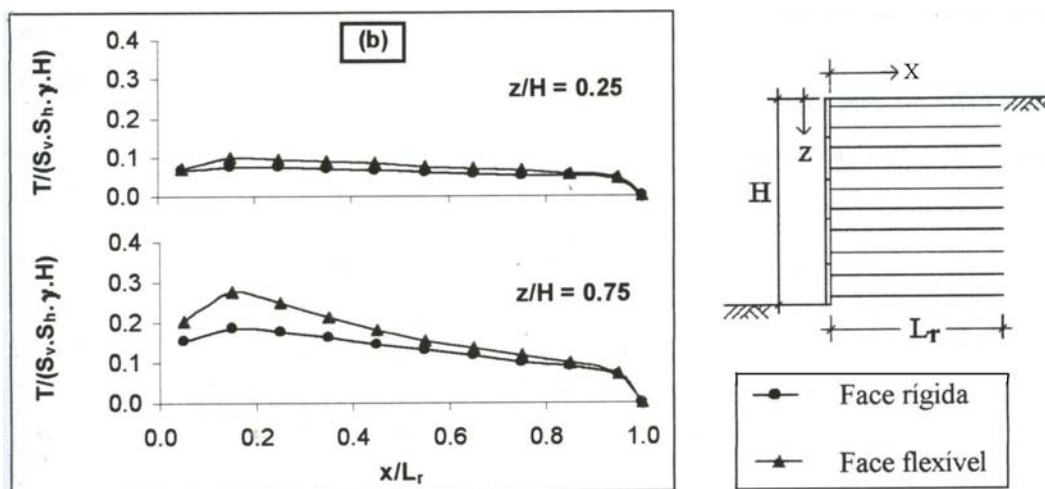 (b)
T/(Sv.Sh.γ.H)
0.4
0.3
0.2
0.1
0.0
z/H = 0.25
T/(Sv.Sh.γ.H)
0.4
0.3
0.2
0.1
0.0
z/H = 0.75
0.0 0.2 0.4 0.6 0.8 1.0
x/Lr
X
z
H
Lr
Face rígida
Face flexível